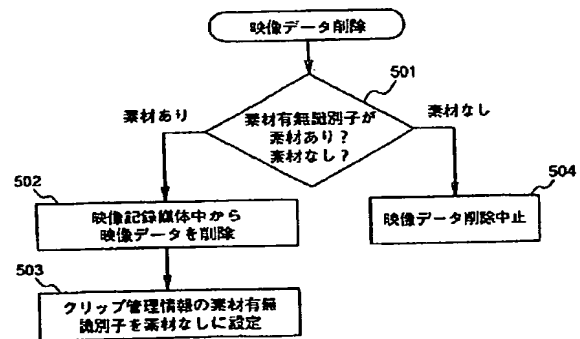 映像データ削除
501
素材有無識別子が
素材あり?
素材なし?
素材あり
素材なし
502
映像記録媒体中から
映像データを削除
504
映像データ削除中止
503
クリップ管理情報の素材有無
識別子を素材なしに設定